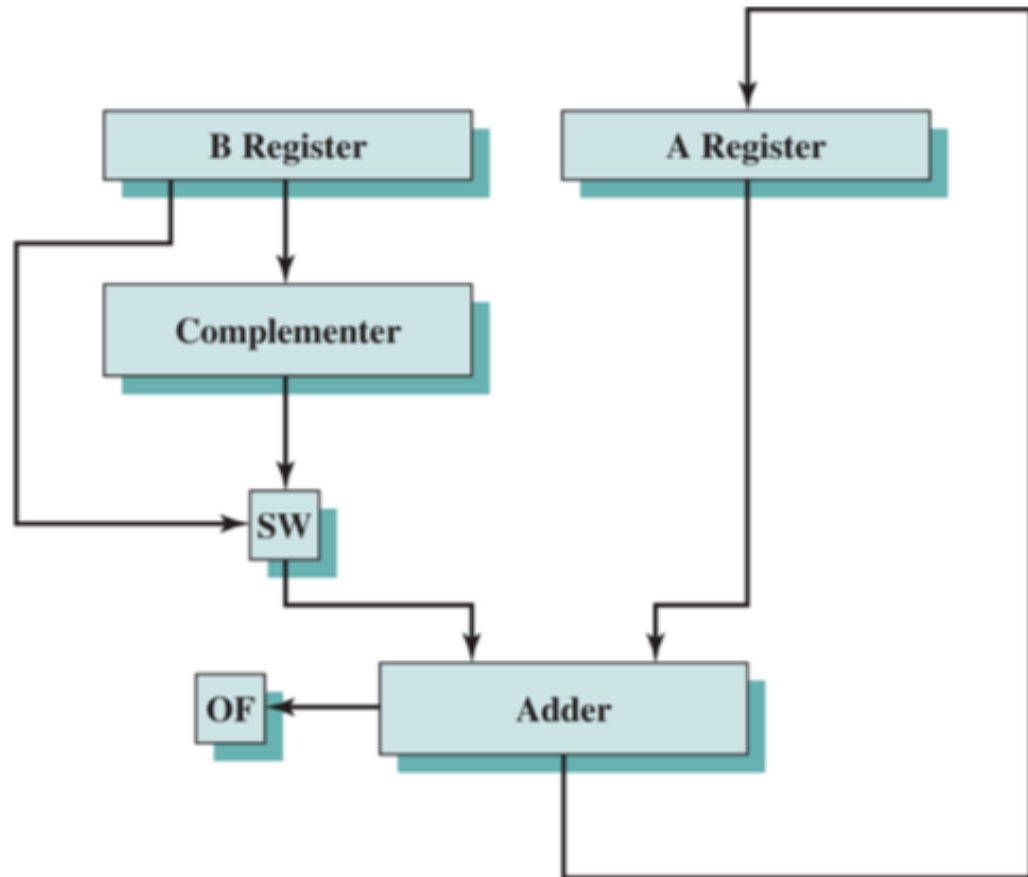 B Register
A Register
Complementer
SW
OF
Adder